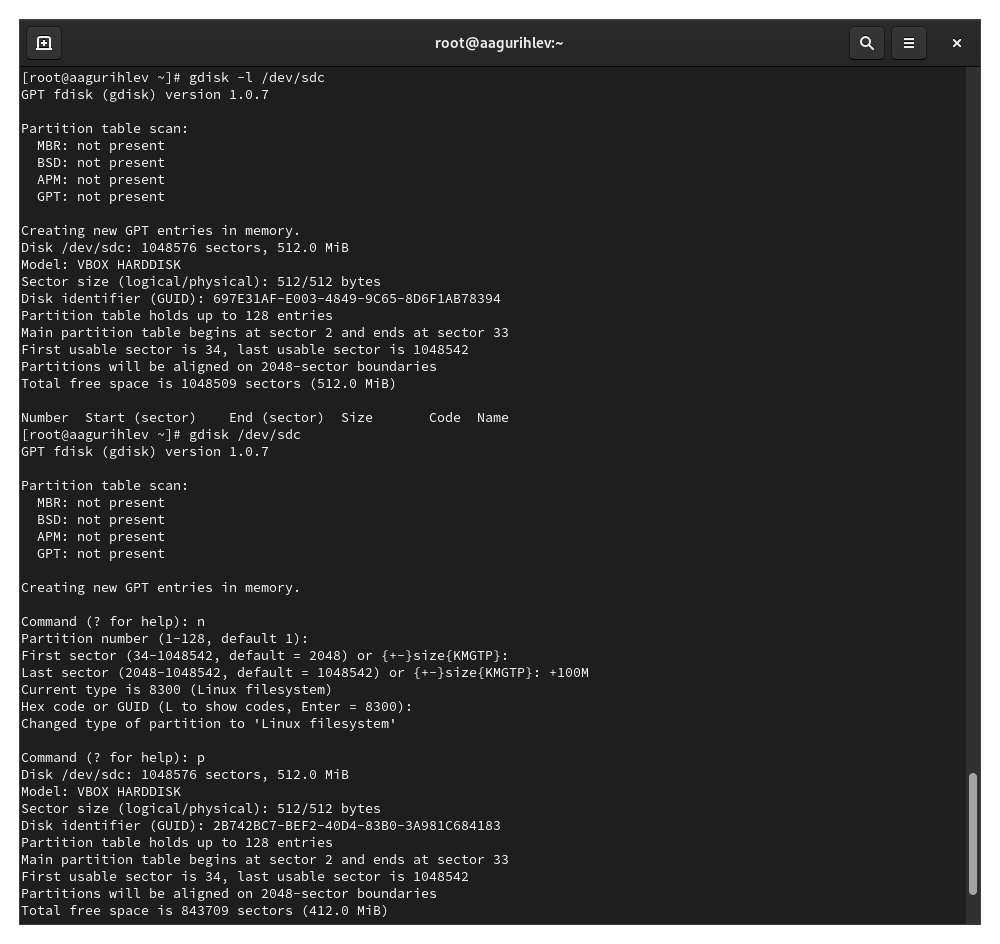 root@aagurihlev:~
[root@aagurihlev ~]# gdisk -l /dev/sdc
GPT fdisk (gdisk) version 1.0.7
Partition table scan:
  MBR: not present
  BSD: not present
  APM: not present
  GPT: not present
Creating new GPT entries in memory.
Disk /dev/sdc: 1048576 sectors, 512.0 MiB
Model: VBOX HARDDISK
Sector size (logical/physical): 512/512 bytes
Disk identifier (GUID): 697E31AF-E003-4849-9C65-8D6F1AB78394
Partition table holds up to 128 entries
Main partition table begins at sector 2 and ends at sector 33
First usable sector is 34, last usable sector is 1048542
Partitions will be aligned on 2048-sector boundaries
Total free space is 1048509 sectors (512.0 MiB)
Number  Start (sector)    End (sector)  Size       Code  Name
[root@aagurihlev ~]# gdisk /dev/sdc
GPT fdisk (gdisk) version 1.0.7
Partition table scan:
  MBR: not present
  BSD: not present
  APM: not present
  GPT: not present
Creating new GPT entries in memory.
Command (? for help): n
Partition number (1-128, default 1):
First sector (34-1048542, default = 2048) or {+-}size{KMGTP}:
Last sector (2048-1048542, default = 1048542) or {+-}size{KMGTP}: +100M
Current type is 8300 (Linux filesystem)
Hex code or GUID (L to show codes, Enter = 8300):
Changed type of partition to 'Linux filesystem'
Command (? for help): p
Disk /dev/sdc: 1048576 sectors, 512.0 MiB
Model: VBOX HARDDISK
Sector size (logical/physical): 512/512 bytes
Disk identifier (GUID): 2B742BC7-BEF2-40D4-83B0-3A981C684183
Partition table holds up to 128 entries
Main partition table begins at sector 2 and ends at sector 33
First usable sector is 34, last usable sector is 1048542
Partitions will be aligned on 2048-sector boundaries
Total free space is 843709 sectors (412.0 MiB)